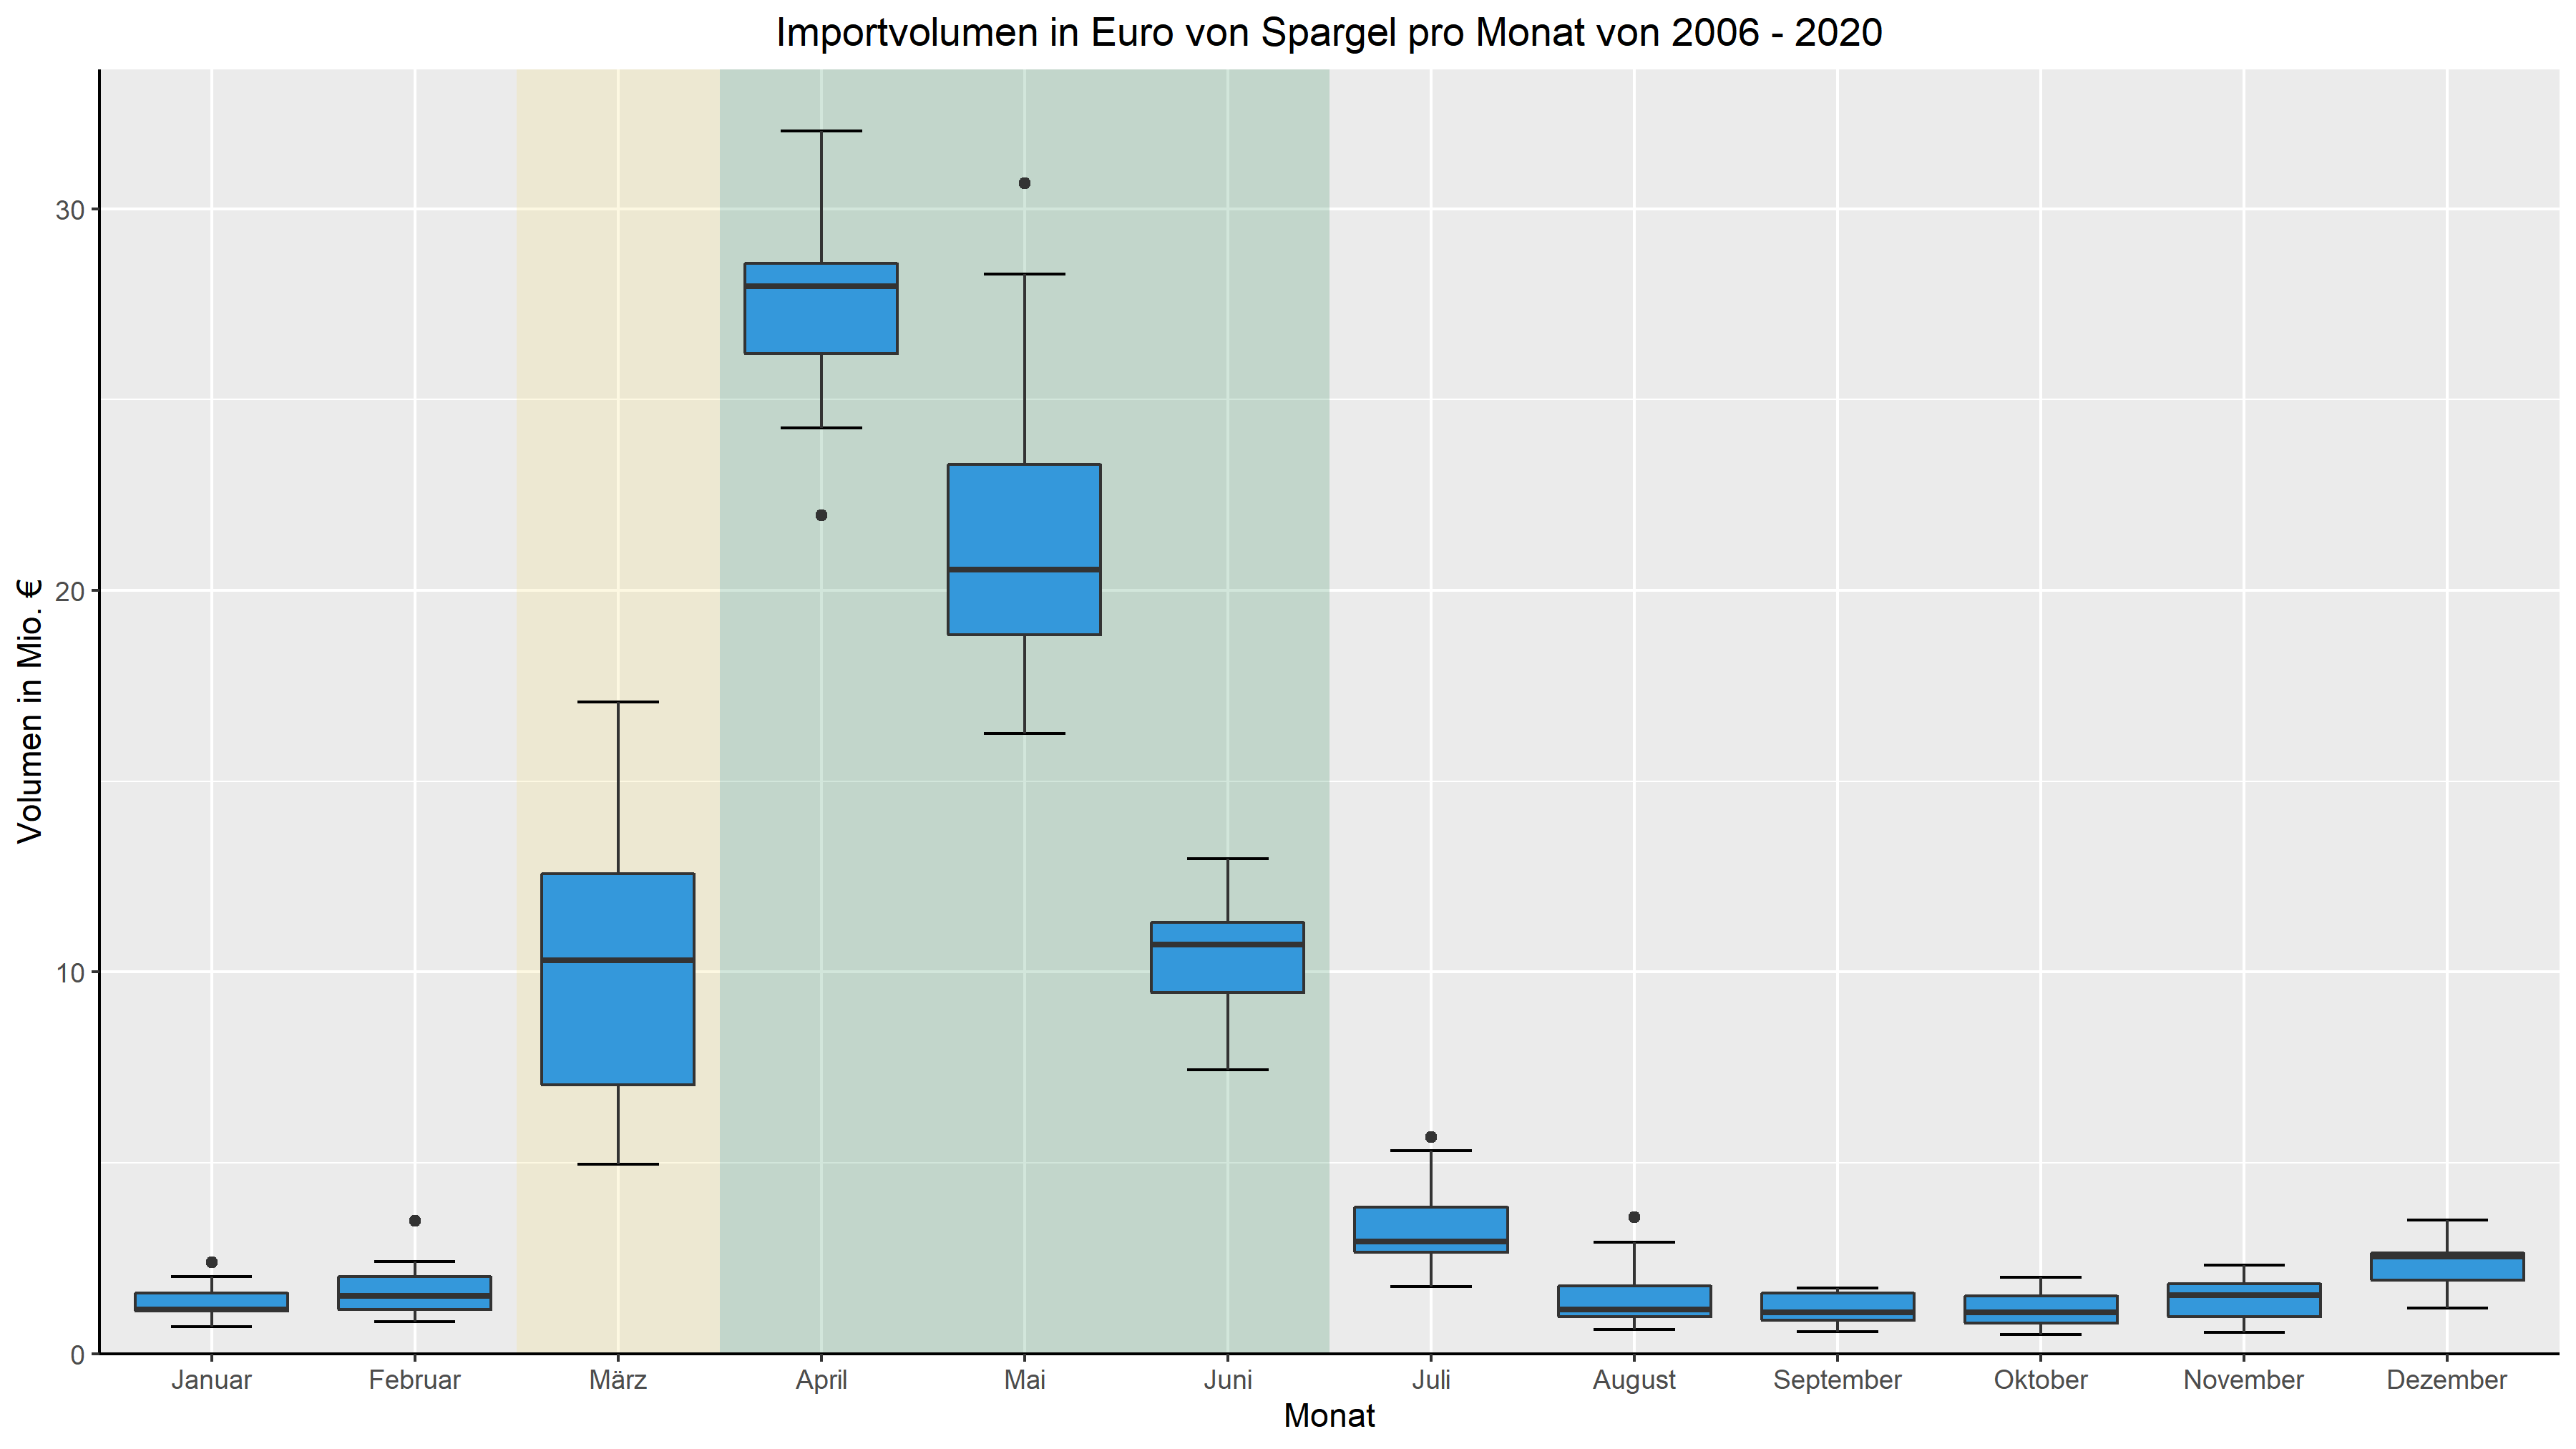 Importvolumen in Euro von Spargel pro Monat von 2006 - 2020
Volumen in Mio. €
30
20
10
0
Januar Februar März April Mai Juni Juli August September Oktober November Dezember
Monat